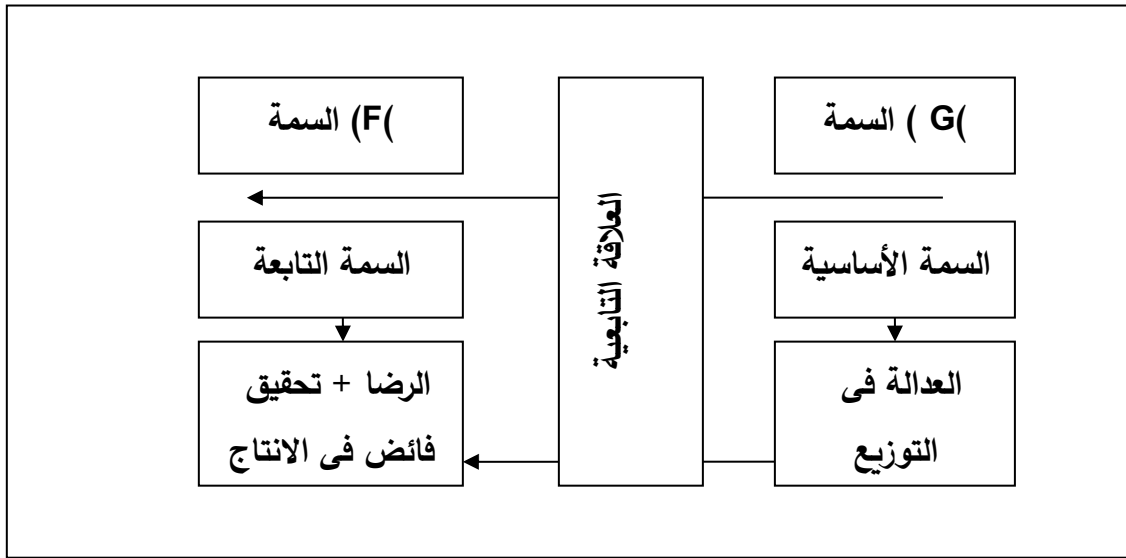 )G ) السمة
)F) السمة
العلاقة التابعية
السمة الأساسية
السمة التابعة
العدالة فى
التوزيع
الرضا + تحقيق
فائض فى الانتاج